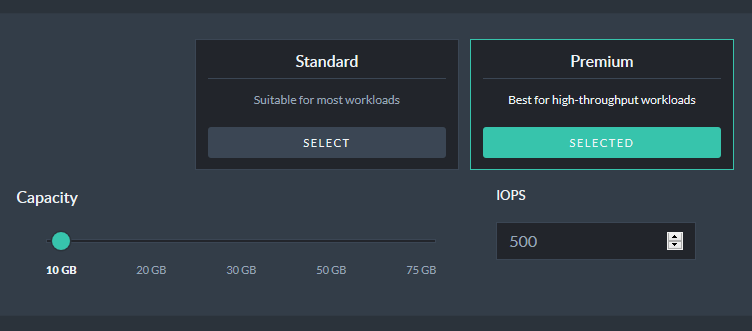 Standard
Suitable for most workloads
SELECT
Premium
Best for high-throughput workloads
SELECTED
Capacity
10 GB
20 GB
30 GB
50 GB
75 GB
IOPS
500